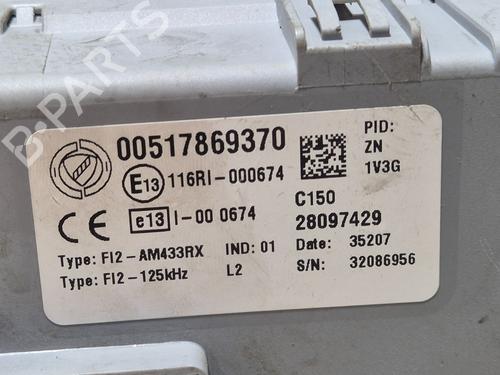 B-PARTS
00517869370
PID:
ZN
1V3G
E13 116RI-000674
C150
CE e13 I-00 0674
28097429
Type: FI2-AM433RX IND: 01 Date: 35207
Type: FI2-125kHz L2 S/N: 32086956